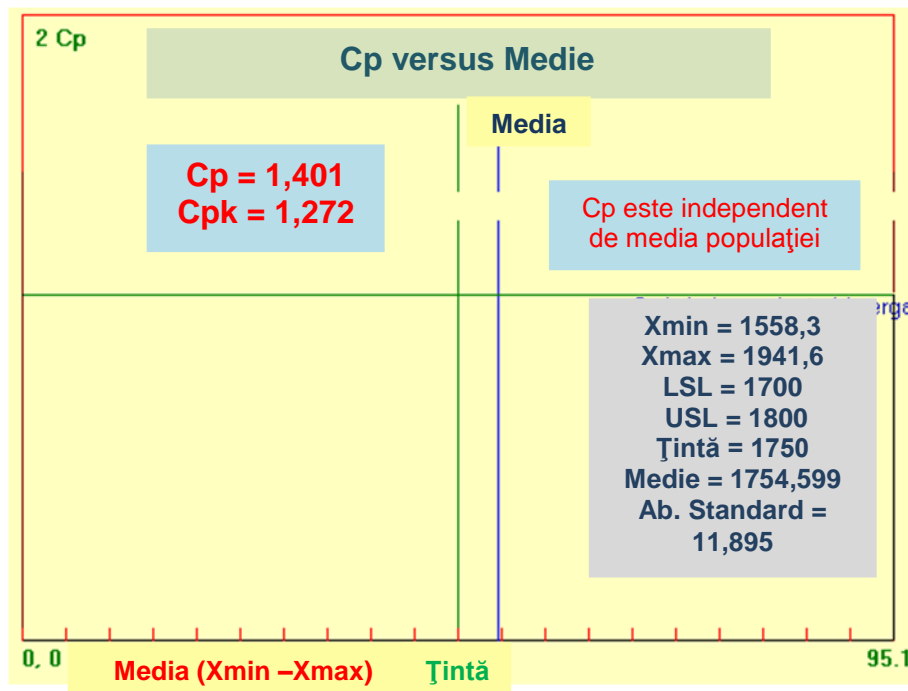 2 Cp
Cp versus Medie
Media
Cp = 1,401
Cpk = 1,272
Cp este independent
de media populaţiei
Xmin = 1558,3
Xmax = 1941,6
LSL = 1700
USL = 1800
Ţintă = 1750
Medie = 1754,599
Ab. Standard =
11,895
0, 0
95.1
Media (Xmin –Xmax) Ţintă